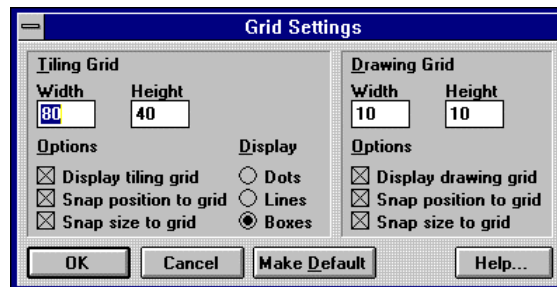 Grid Settings
Tiling Grid
Width Height
80 40
Options Display
Display tiling grid Dots
Snap position to grid Lines
Snap size to grid Boxes
Drawing Grid
Width Height
10 10
Options
Display drawing grid
Snap position to grid
Snap size to grid
OK Cancel Make Default Help...